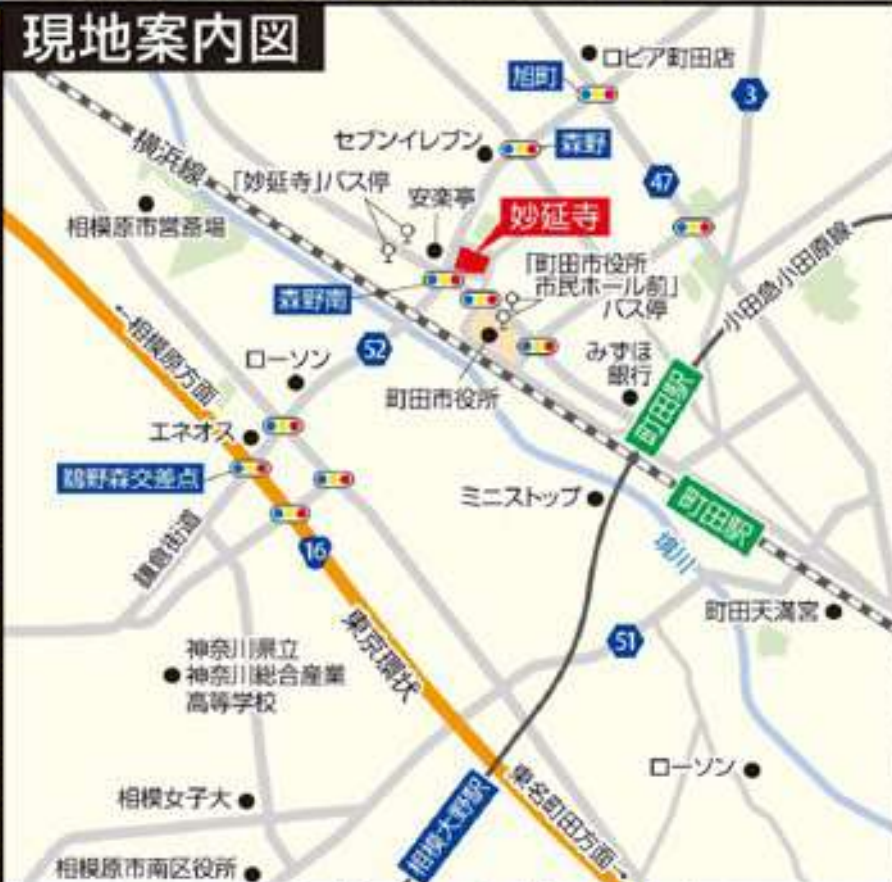 現地案内図
ロピア町田店
旭町
3
セブンイレブン
森野
横浜線
「妙延寺」バス停
47
安楽亭
妙延寺
相模原市営斎場
「町田市役所
市民ホール前」
バス停
小田急小田原線
森野南
←相模原方面
52
ローソン
みずほ
銀行
町田市役所
町田駅
エネオス
鵜野森交差点
ミニストップ
町田駅
鎌倉街道
16
境川
町田天満宮
51
東京環状
神奈川県立
神奈川総合産業
高等学校
ローソン
相模女子大
東名町田方面→
相模大野駅
相模原市南区役所